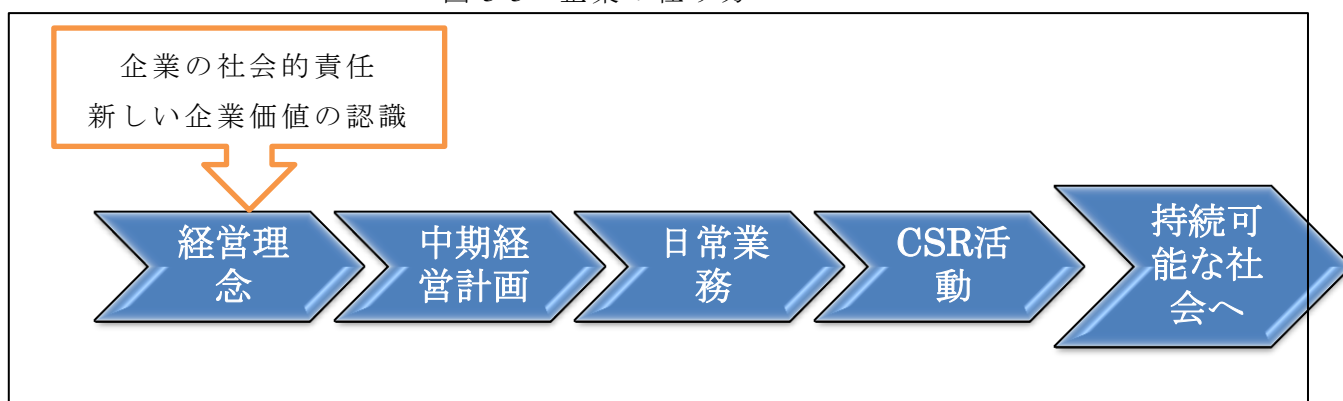 企業の社会的責任
新しい企業価値の認識
経営理
念
中期経
営計画
日常業
務
CSR活
動
持続可
能な社
会へ